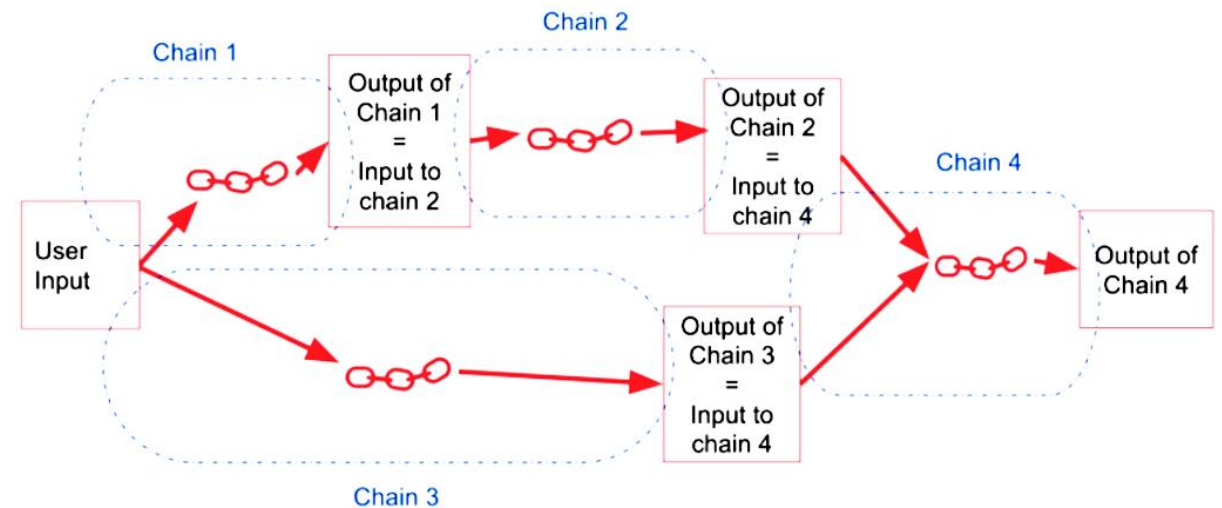 Chain 1
Chain 2
Output of
Chain 1
=
Input to
chain 2
Output of
Chain 2
=
Input to
chain 4
Chain 4
User
Input
Output of
Chain 4
Output of
Chain 3
=
Input to
chain 4
Chain 3